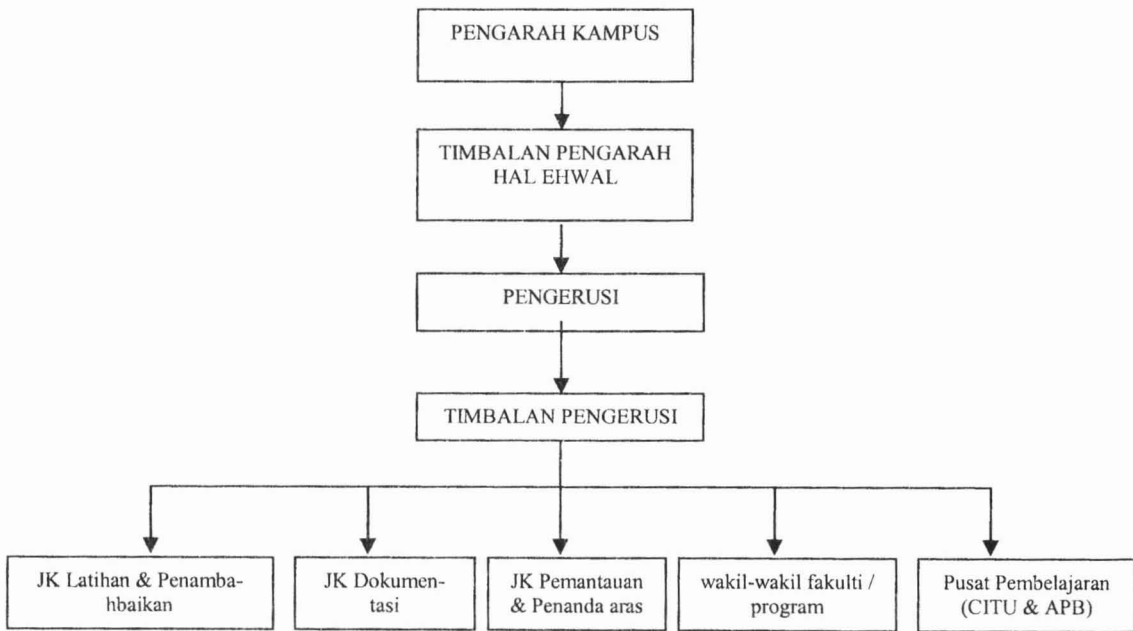 PENGARAH KAMPUS
TIMBALAN PENGARAH
HAL EHWAL
PENGERUSI
TIMBALAN PENGERUSI
JK Latihan & Penamba-
hbaikan
JK Dokumen-
tasi
JK Pemantauan
& Penanda aras
wakil-wakil fakulti /
program
Pusat Pembelajaran
(CITU & APB)